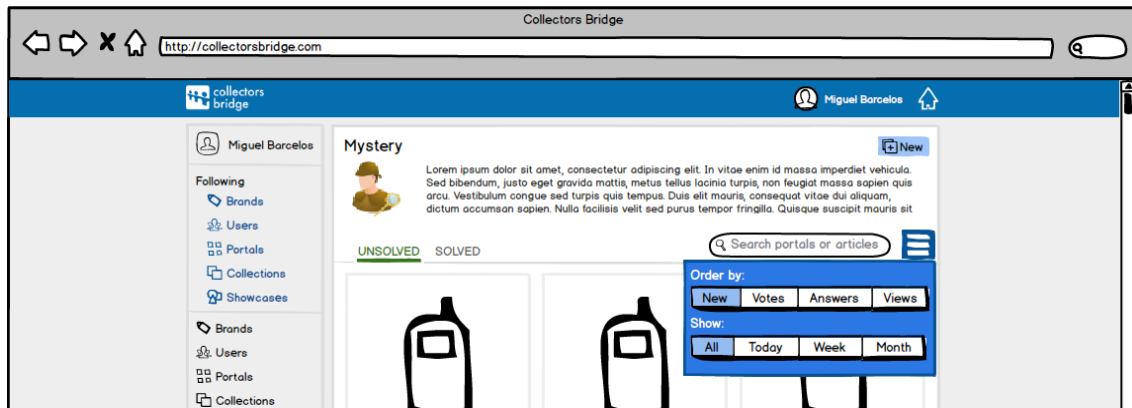 Collectors Bridge
http://collectorsbridge.com
collectors
bridge
Miguel Barcelos
Miguel Barcelos
Following
Brands
Users
Portals
Collections
Showcases
Brands
Users
Portals
Collections
Mystery
New
Lorem ipsum dolor sit amet, consectetur adipiscing elit. In vitae enim id massa imperdiet vehicula.
Sed bibendum, justo eget gravida mattis, metus tellus lacinia turpis, non feugiat massa sapien quis
arcu. Vestibulum congue sed turpis quis tempus. Duis elit mauris, consequat vitae dui aliquam,
dictum accumsan sapien. Nulla facilisis velit sed purus tempor fringilla. Quisque suscipit mauris sit
UNSOLVED SOLVED
Search portals or articles
Order by:
New Votes Answers Views
Show:
All Today Week Month